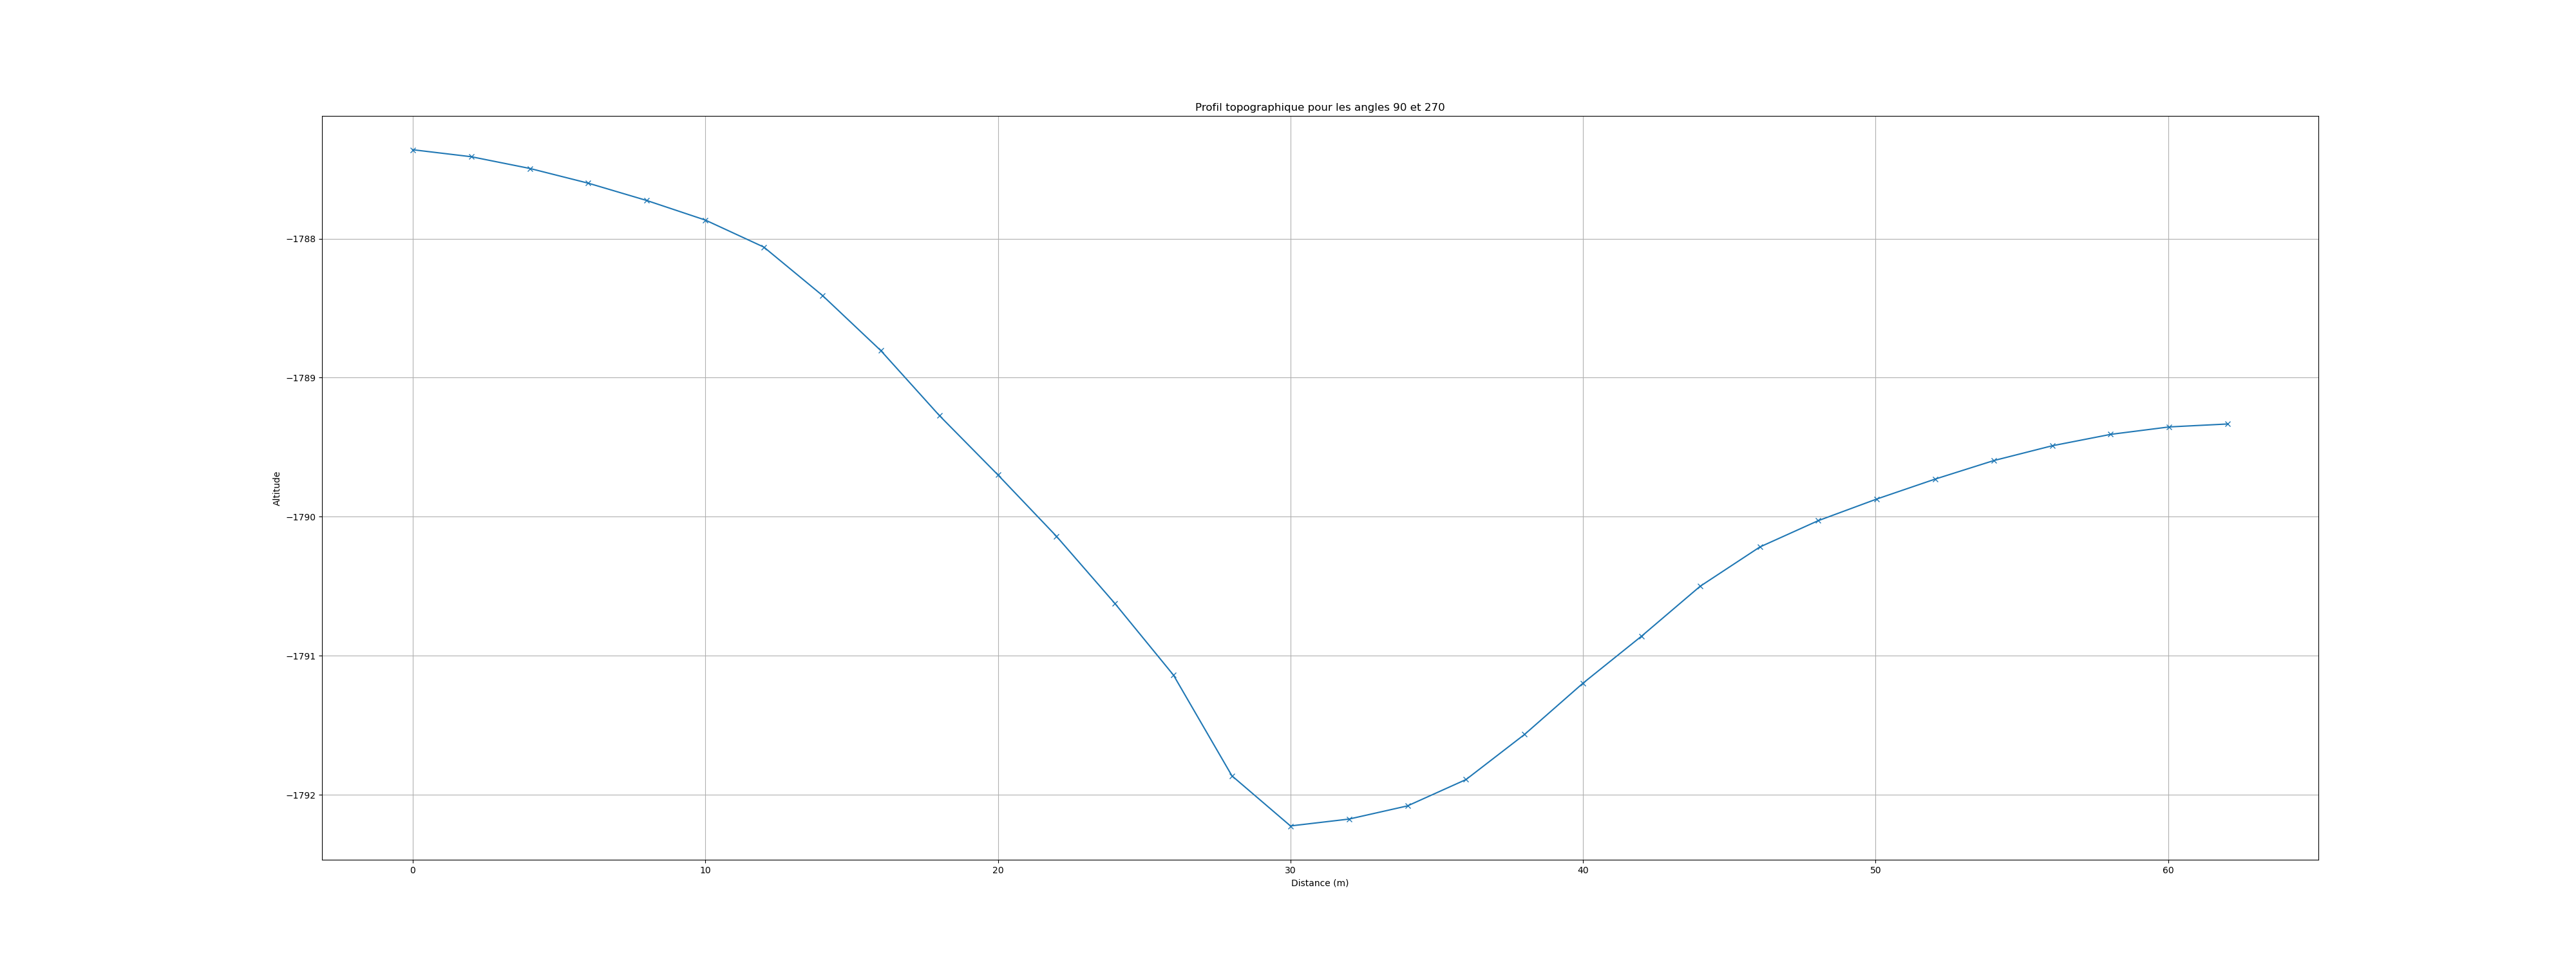 Profil topographique pour les angles 90 et 270
Altitude
−1788
−1789
−1790
−1791
−1792
0 10 20 30 40 50 60
Distance (m)